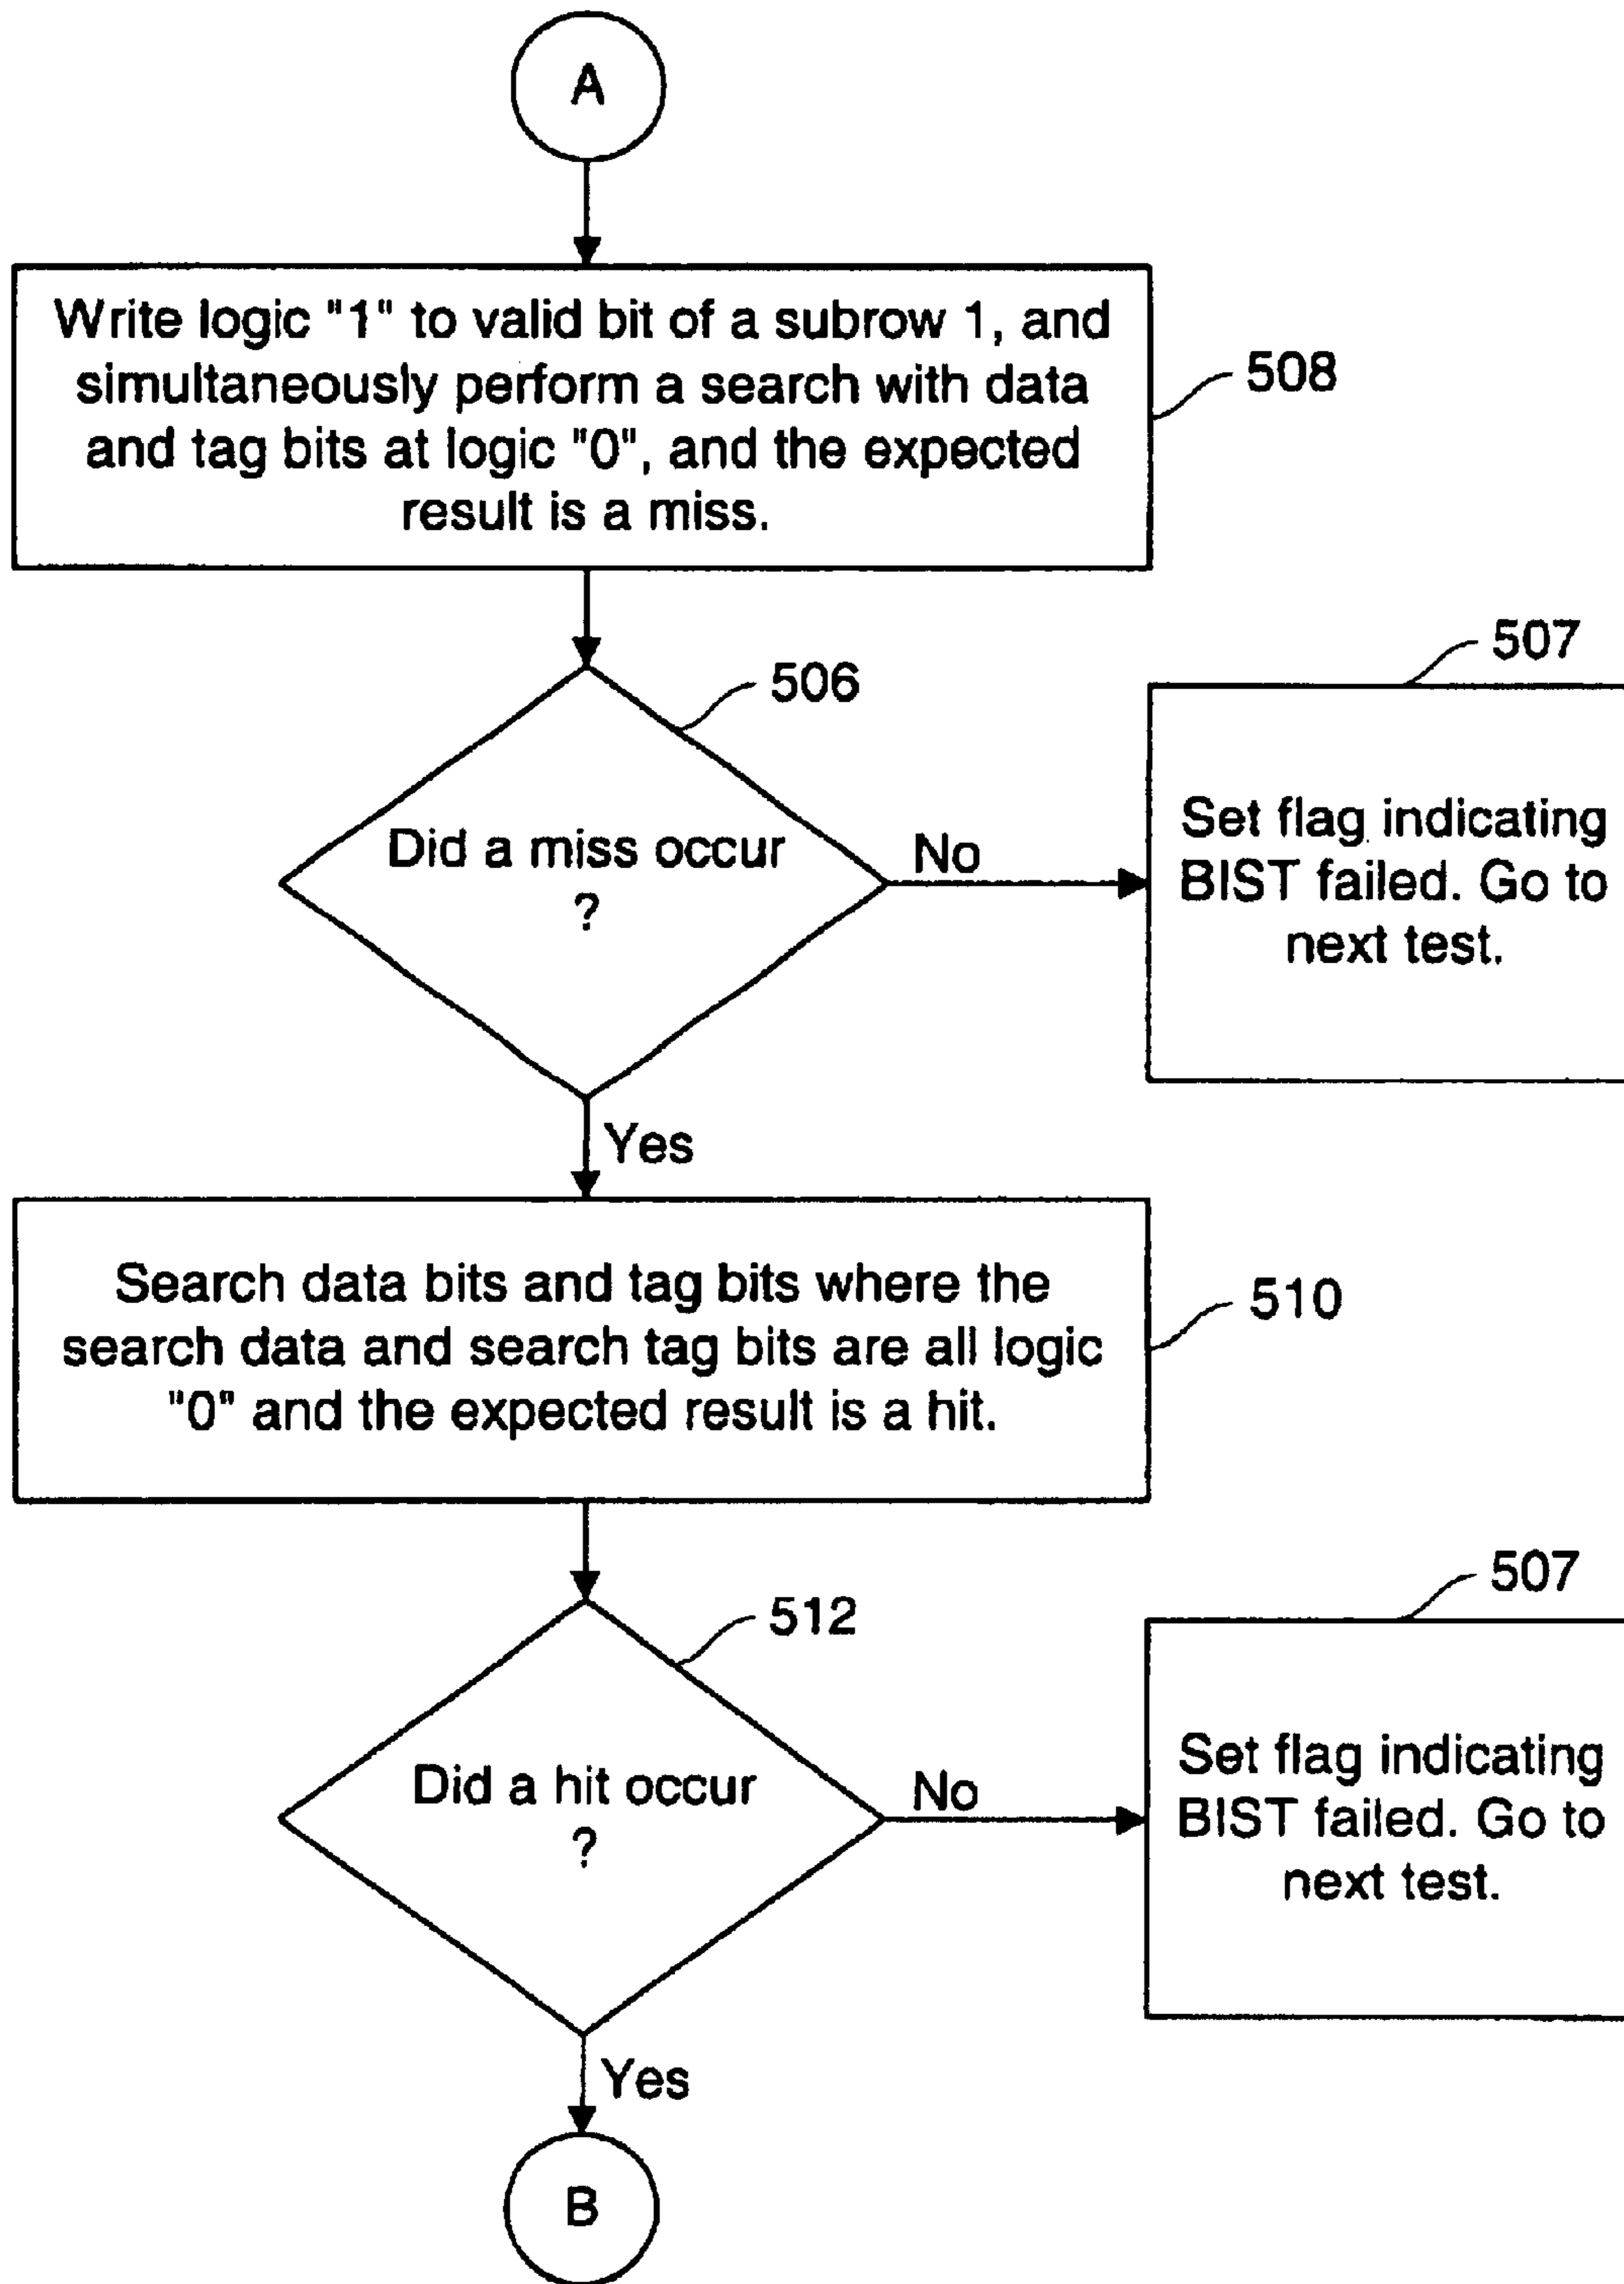 A
Write logic "1" to valid bit of a subrow 1, and
simultaneously perform a search with data
and tag bits at logic "0", and the expected
result is a miss.
508
506
Did a miss occur
?
No
507
Set flag indicating
BIST failed. Go to
next test.
Yes
Search data bits and tag bits where the
search data and search tag bits are all logic
"0" and the expected result is a hit.
510
512
Did a hit occur
?
No
507
Set flag indicating
BIST failed. Go to
next test.
Yes
B